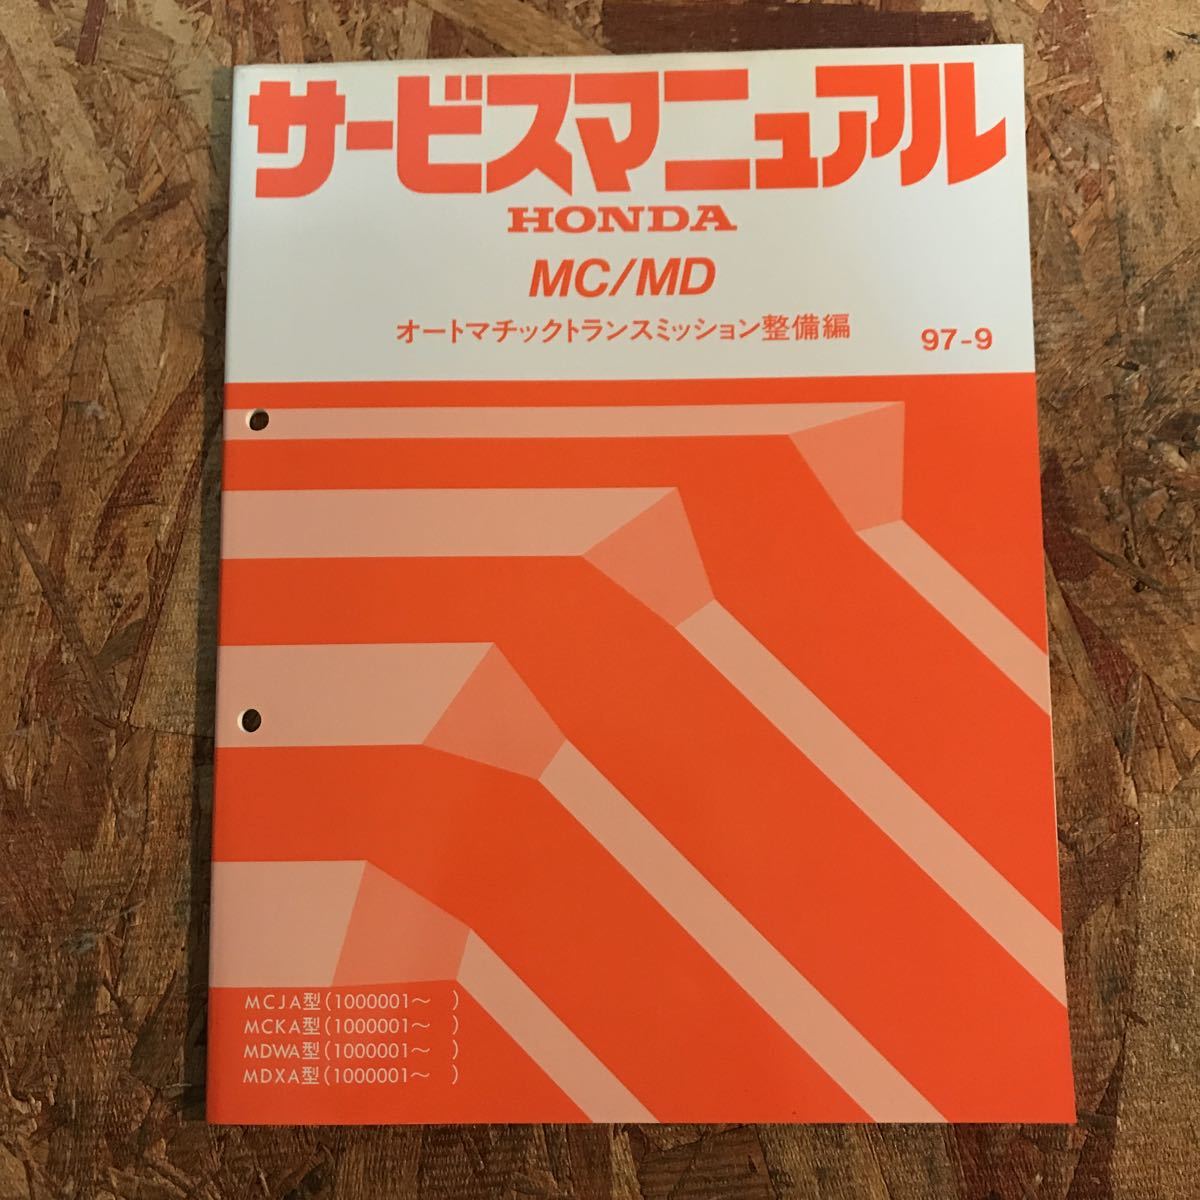 サービスマニュアル
HONDA
MC/MD
オートマチックトランスミッション整備編 97-9
MCJA型(1000001〜 )
MCKA型(1000001〜 )
MDWA型(1000001〜 )
MDXA型(1000001〜 )